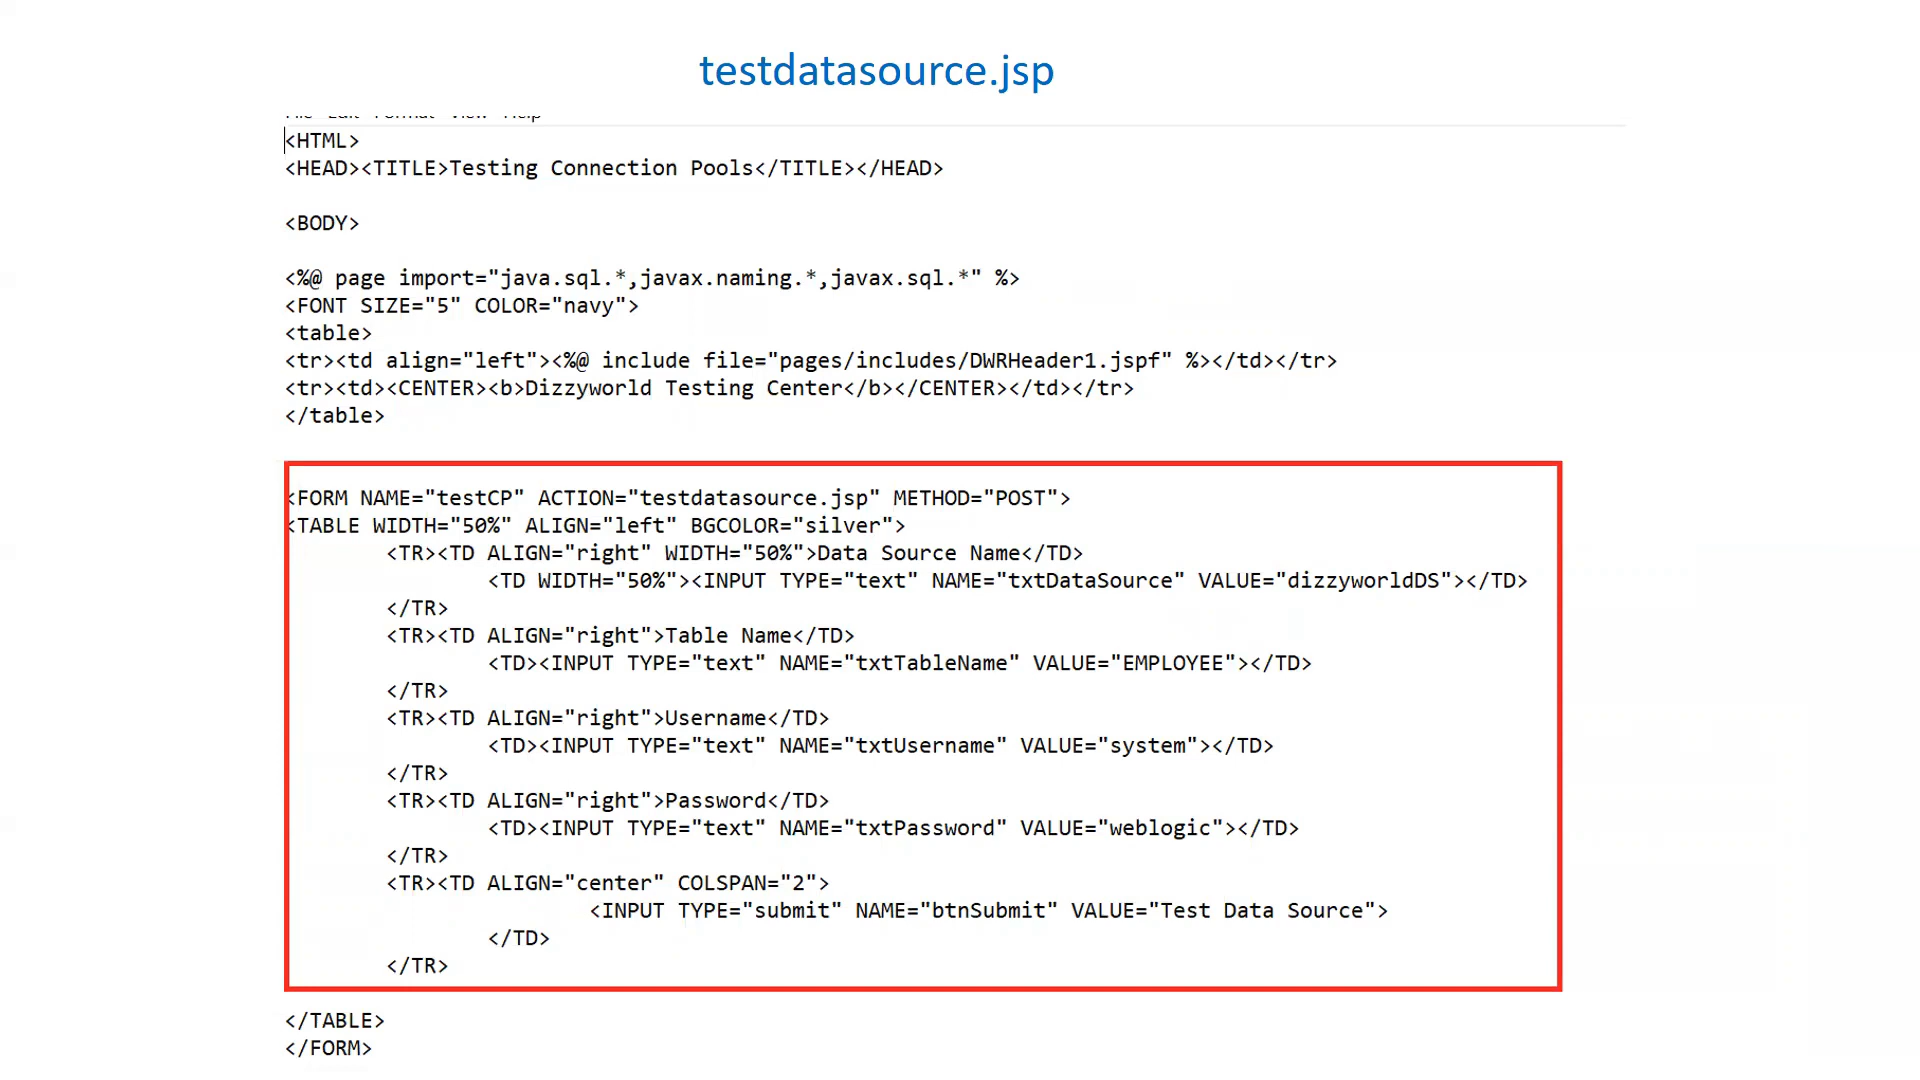 testdatasource.jsp
File Edit Format View Help
<HTML>
<HEAD><TITLE>Testing Connection Pools</TITLE></HEAD>
<BODY>
<%@ page import="java.sql.*,javax.naming.*,javax.sql.*" %>
<FONT SIZE="5" COLOR="navy">
<table>
<tr><td align="left"><%@ include file="pages/includes/DWRHeader1.jspf" %></td></tr>
<tr><td><CENTER><b>Dizzyworld Testing Center</b></CENTER></td></tr>
</table>
<FORM NAME="testCP" ACTION="testdatasource.jsp" METHOD="POST">
<TABLE WIDTH="50%" ALIGN="left" BGCOLOR="silver">
<TR><TD ALIGN="right" WIDTH="50%">Data Source Name</TD>
<TD WIDTH="50%"><INPUT TYPE="text" NAME="txtDataSource" VALUE="dizzyworldDS"></TD>
</TR>
<TR><TD ALIGN="right">Table Name</TD>
<TD><INPUT TYPE="text" NAME="txtTableName" VALUE="EMPLOYEE"></TD>
</TR>
<TR><TD ALIGN="right">Username</TD>
<TD><INPUT TYPE="text" NAME="txtUsername" VALUE="system"></TD>
</TR>
<TR><TD ALIGN="right">Password</TD>
<TD><INPUT TYPE="text" NAME="txtPassword" VALUE="weblogic"></TD>
</TR>
<TR><TD ALIGN="center" COLSPAN="2">
<INPUT TYPE="submit" NAME="btnSubmit" VALUE="Test Data Source">
</TD>
</TR>
</TABLE>
</FORM>